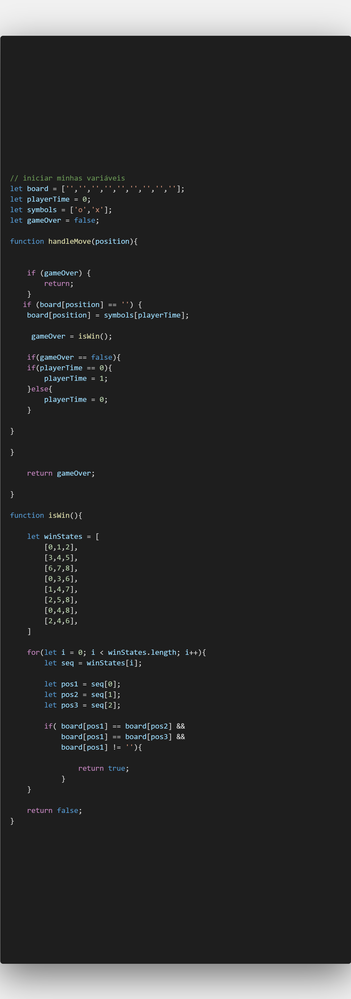 // iniciar minhas variáveis
let board = ['','','','','','','','',''];
let playerTime = 0;
let symbols = ['o','x'];
let gameOver = false;

function handleMove(position){


    if (gameOver) {
        return;
    }
   if (board[position] == '') {
    board[position] = symbols[playerTime];

     gameOver = isWin();

    if(gameOver == false){
    if(playerTime == 0){
        playerTime = 1;
    }else{
        playerTime = 0;
    }

}

}

    return gameOver;

}

function isWin(){

    let winStates = [
        [0,1,2],
        [3,4,5],
        [6,7,8],
        [0,3,6],
        [1,4,7],
        [2,5,8],
        [0,4,8],
        [2,4,6],
    ]

    for(let i = 0; i < winStates.length; i++){
        let seq = winStates[i];

        let pos1 = seq[0];
        let pos2 = seq[1];
        let pos3 = seq[2];

        if( board[pos1] == board[pos2] &&
            board[pos1] == board[pos3] &&
            board[pos1] != ''){

                return true;
            }
    }

    return false;
}